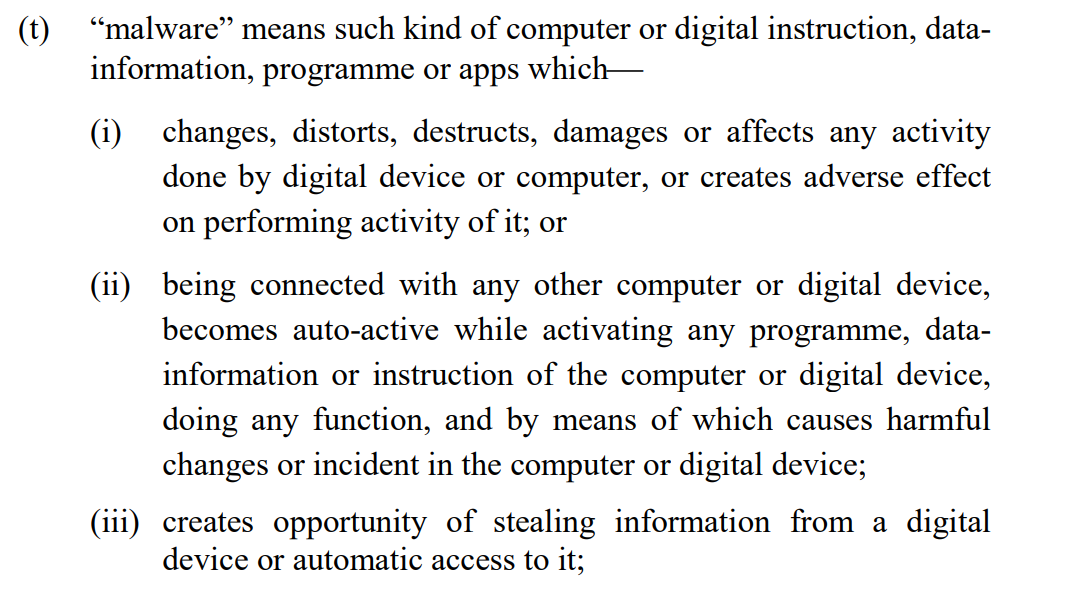 (t) “malware” means such kind of computer or digital instruction, data-
information, programme or apps which—
(i) changes, distorts, destructs, damages or affects any activity
done by digital device or computer, or creates adverse effect
on performing activity of it; or
(ii) being connected with any other computer or digital device,
becomes auto-active while activating any programme, data-
information or instruction of the computer or digital device,
doing any function, and by means of which causes harmful
changes or incident in the computer or digital device;
(iii) creates opportunity of stealing information from a digital
device or automatic access to it;